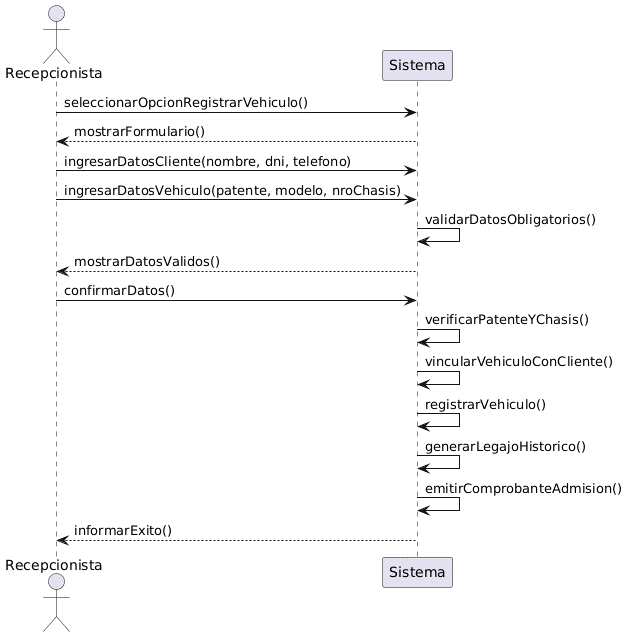 Recepcionista
Sistema
seleccionarOpcionRegistrarVehiculo()
mostrarFormulario()
ingresarDatosCliente(nombre, dni, telefono)
ingresarDatosVehiculo(patente, modelo, nroChasis)
validarDatosObligatorios()
mostrarDatosValidos()
confirmarDatos()
verificarPatenteYChasis()
vincularVehiculoConCliente()
registrarVehiculo()
generarLegajoHistorico()
emitirComprobanteAdmision()
informarExito()
Recepcionista
Sistema